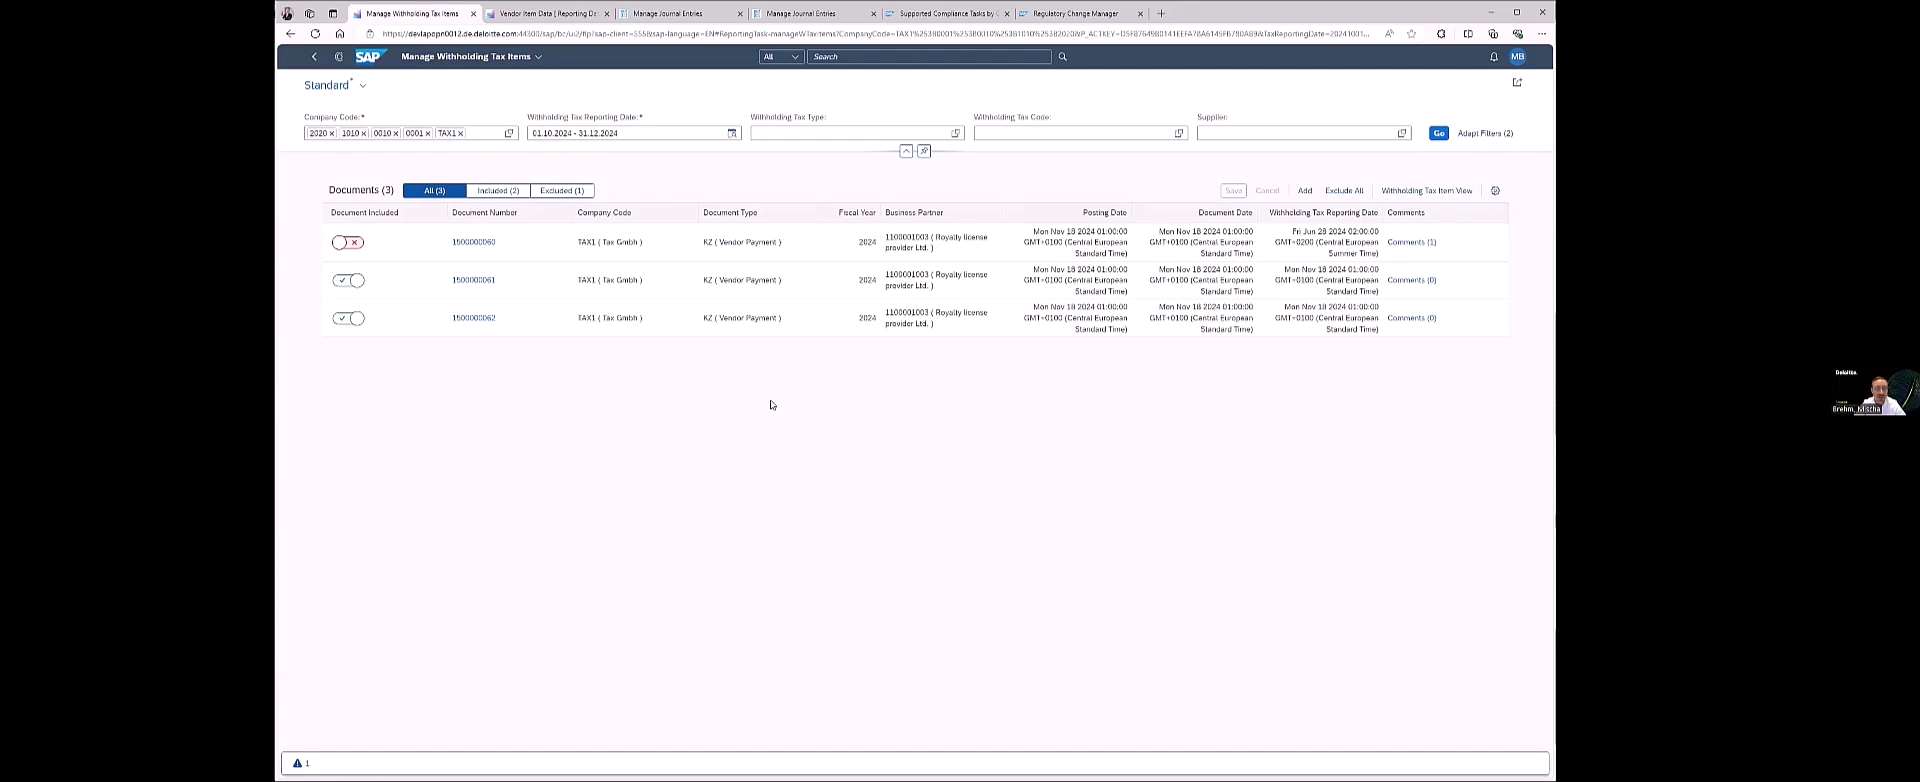 Manage Withholding Tax Items
Vendor Item Data ( Reporting Da
Manage Journal Entries
Manage Journal Entries
Supported Compliance Tasks by C
Regulatory Change Manager
SAP
Manage Withholding Tax Items
All
Search
MB
Standard*
Company Code:*
Withholding Tax Reporting Date:*
Withholding Tax Type:
Withholding Tax Code:
Supplier:
2020 1010 0010 0001 TAX1
01.10.2024 - 31.12.2024
Go
Adapt Filters (2)
Documents (3)
All (3)
Included (2)
Excluded (1)
Save
Cancel
Add
Exclude All
Withholding Tax Item View
Document Included
Document Number
Company Code
Document Type
Fiscal Year
Business Partner
Posting Date
Document Date
Withholding Tax Reporting Date
Comments
1500000060
TAX1 ( Tax Gmbh )
KZ ( Vendor Payment )
2024
1100001003 ( Royalty license
provider Ltd. )
Mon Nov 18 2024 01:00:00
GMT+0100 (Central European
Standard Time)
Mon Nov 18 2024 01:00:00
GMT+0100 (Central European
Standard Time)
Fri Jun 28 2024 02:00:00
GMT+0200 (Central European
Summer Time)
Comments (1)
1500000061
TAX1 ( Tax Gmbh )
KZ ( Vendor Payment )
2024
1100001003 ( Royalty license
provider Ltd. )
Mon Nov 18 2024 01:00:00
GMT+0100 (Central European
Standard Time)
Mon Nov 18 2024 01:00:00
GMT+0100 (Central European
Standard Time)
Mon Nov 18 2024 01:00:00
GMT+0100 (Central European
Standard Time)
Comments (0)
1500000062
TAX1 ( Tax Gmbh )
KZ ( Vendor Payment )
2024
1100001003 ( Royalty license
provider Ltd. )
Mon Nov 18 2024 01:00:00
GMT+0100 (Central European
Standard Time)
Mon Nov 18 2024 01:00:00
GMT+0100 (Central European
Standard Time)
Mon Nov 18 2024 01:00:00
GMT+0100 (Central European
Standard Time)
Comments (0)
1
Deloitte.
Brehm, Mischa